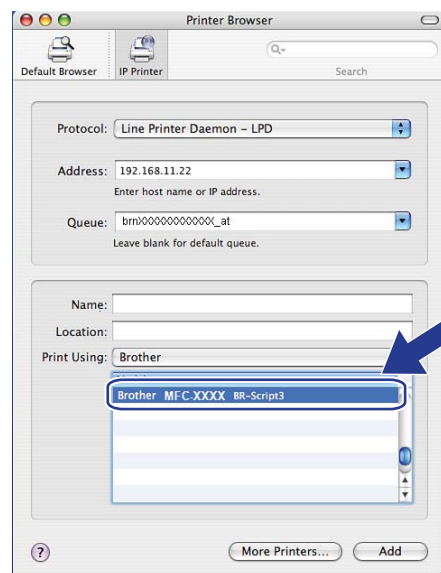 Printer Browser
Default Browser
IP Printer
Q-
Search
Protocol: Line Printer Daemon – LPD
Address: 192.168.11.22
Enter host name or IP address.
Queue: brnXXXXXXXXXXXX_at
Leave blank for default queue.
Name:
Location:
Print Using: Brother
Brother MFC-XXXX BR-Script3
?
More Printers...
Add